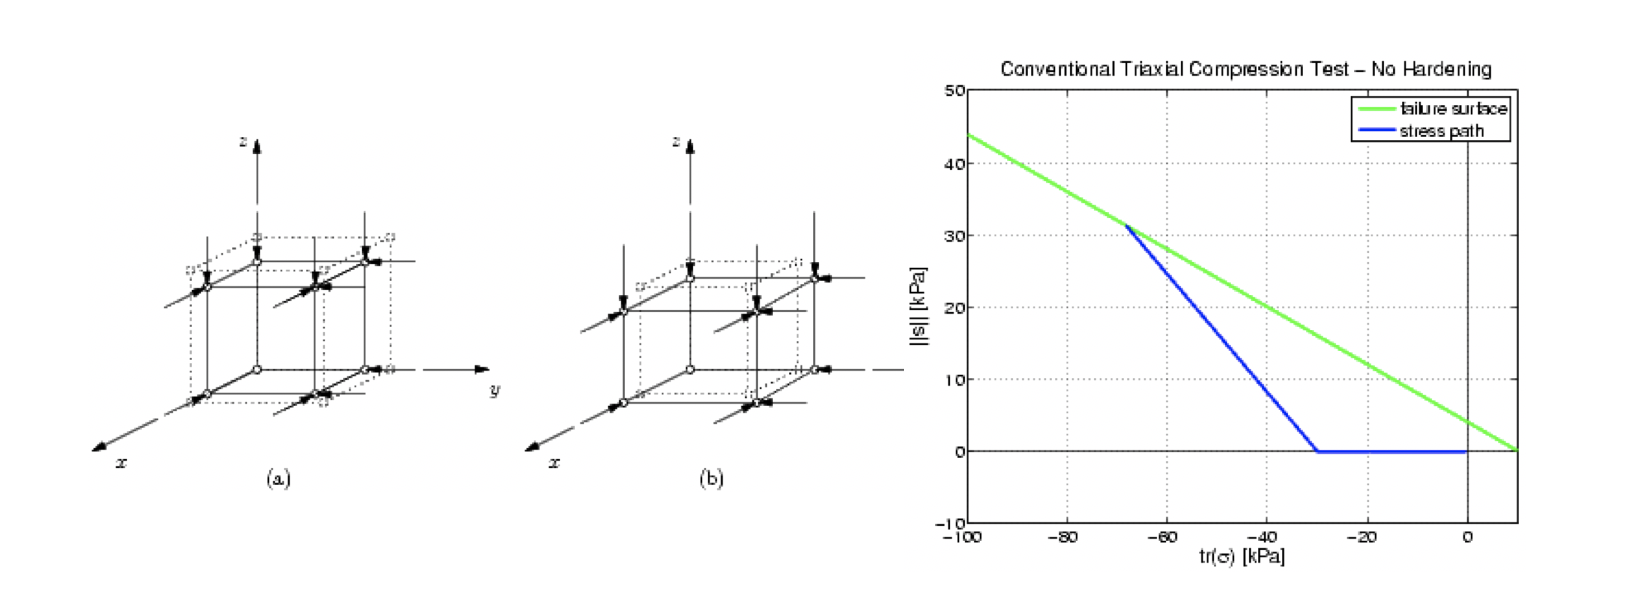 z
y
x
(a)
z
x
(b)
Conventional Triaxial Compression Test – No Hardening
failure surface
stress path
||s|| [kPa]
50
40
30
20
10
0
−10
−100
−80
−60
−40
−20
0
tr(σ) [kPa]